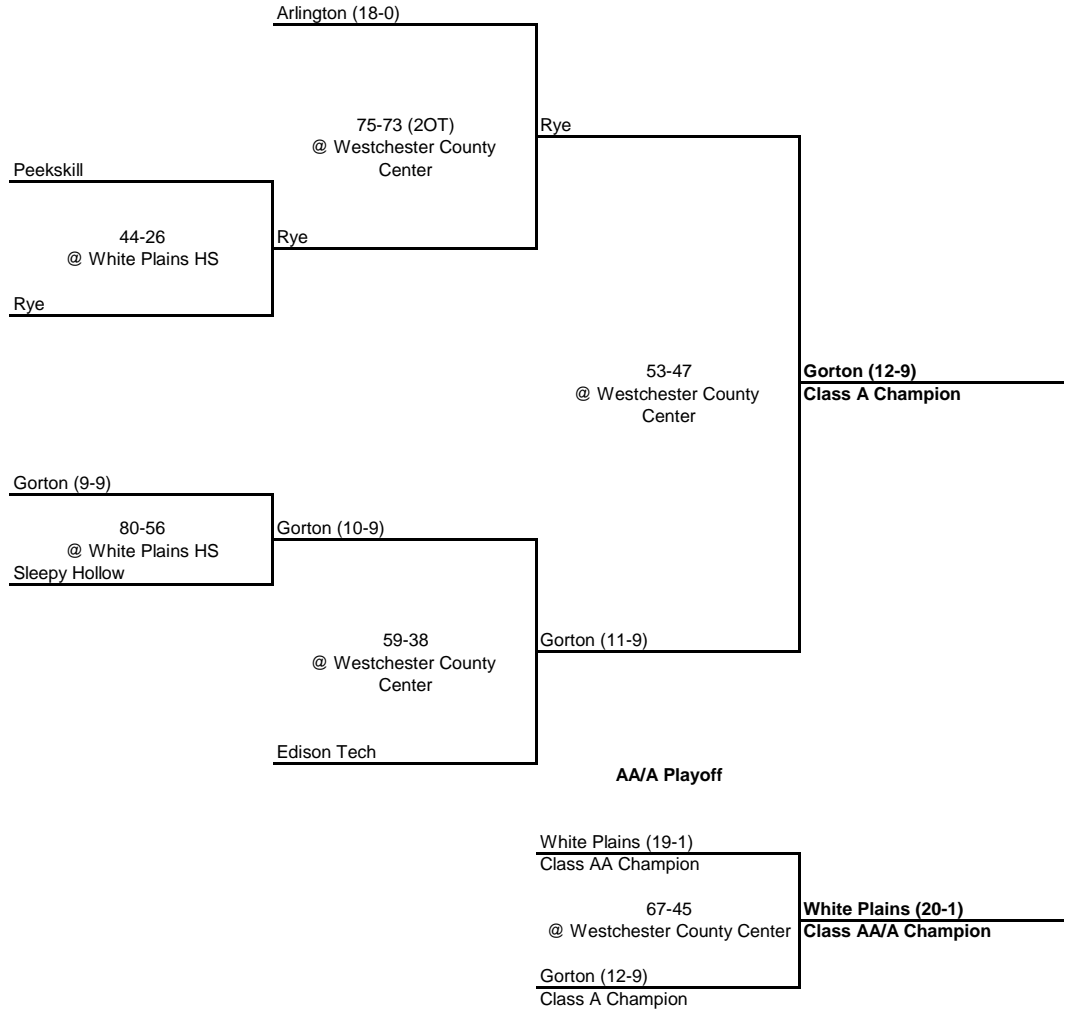 Arlington (18-0)
75-73 (2OT)
@ Westchester County
Center
Rye
Peekskill
44-26
@ White Plains HS
Rye
Rye
53-47
@ Westchester County
Center
Gorton (12-9)
Class A Champion
Gorton (9-9)
80-56
@ White Plains HS
Sleepy Hollow
Gorton (10-9)
59-38
@ Westchester County
Center
Gorton (11-9)
Edison Tech
AA/A Playoff
White Plains (19-1)
Class AA Champion
67-45
@ Westchester County Center
White Plains (20-1)
Class AA/A Champion
Gorton (12-9)
Class A Champion